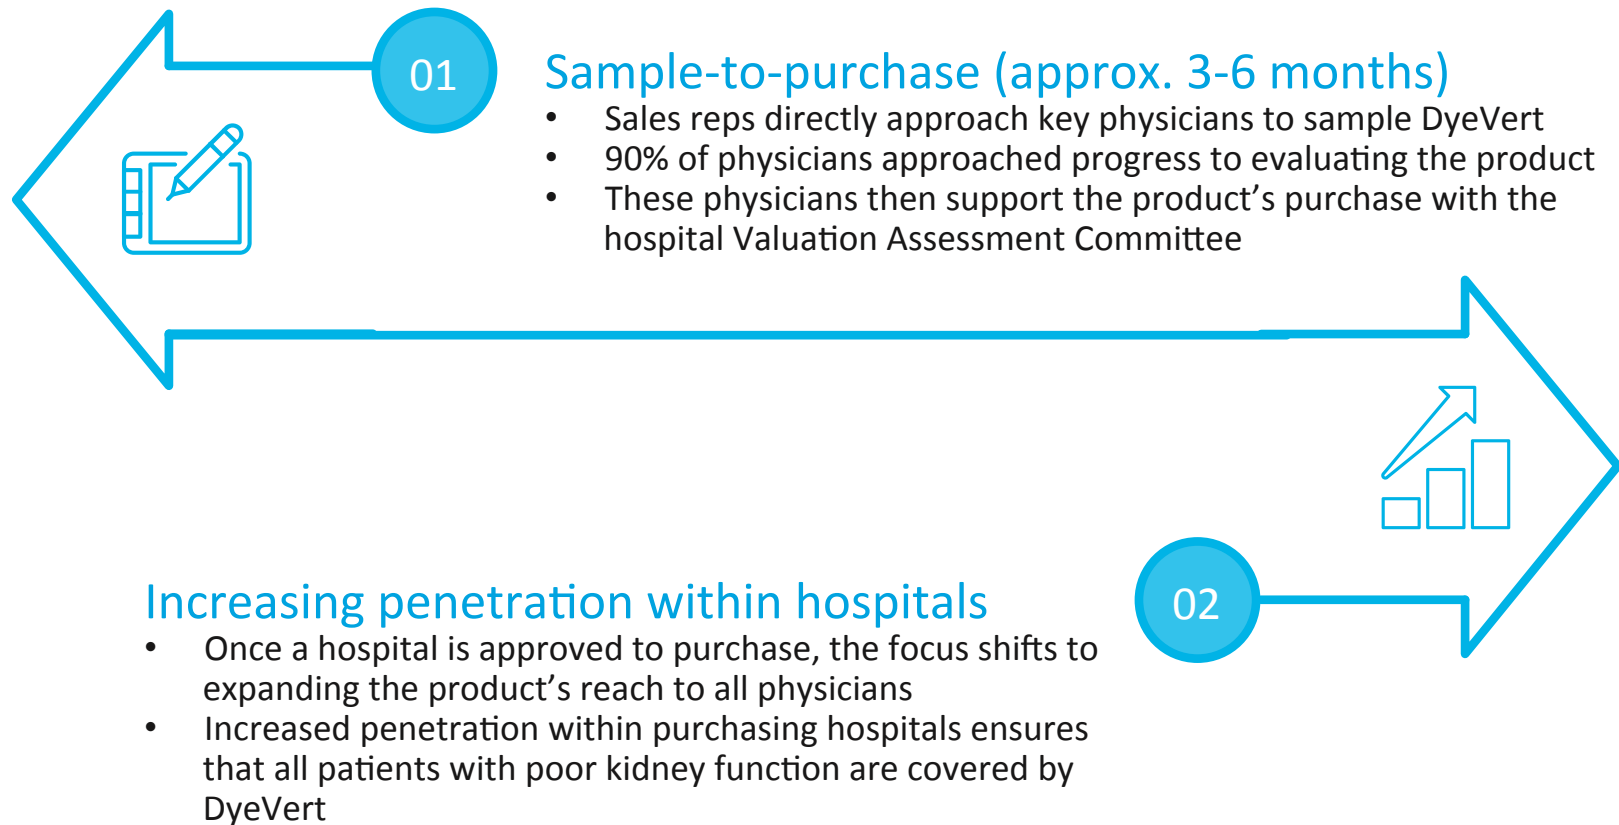 01
Sample-to-purchase (approx. 3-6 months)
• Sales reps directly approach key physicians to sample DyeVert
• 90% of physicians approached progress to evaluating the product
• These physicians then support the product’s purchase with the
hospital Valuation Assessment Committee
02
Increasing penetration within hospitals
• Once a hospital is approved to purchase, the focus shifts to
expanding the product’s reach to all physicians
• Increased penetration within purchasing hospitals ensures
that all patients with poor kidney function are covered by
DyeVert